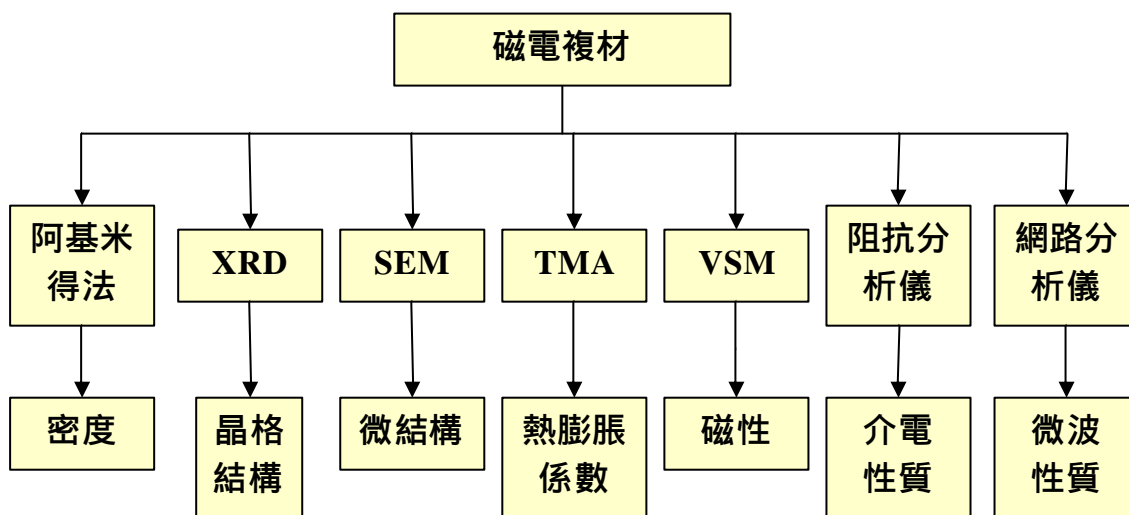 磁電複材
阿基米
得法
XRD
SEM
TMA
VSM
阻抗分
析儀
網路分
析儀
密度
晶格
結構
微結構
熱膨脹
係數
磁性
介電
性質
微波
性質